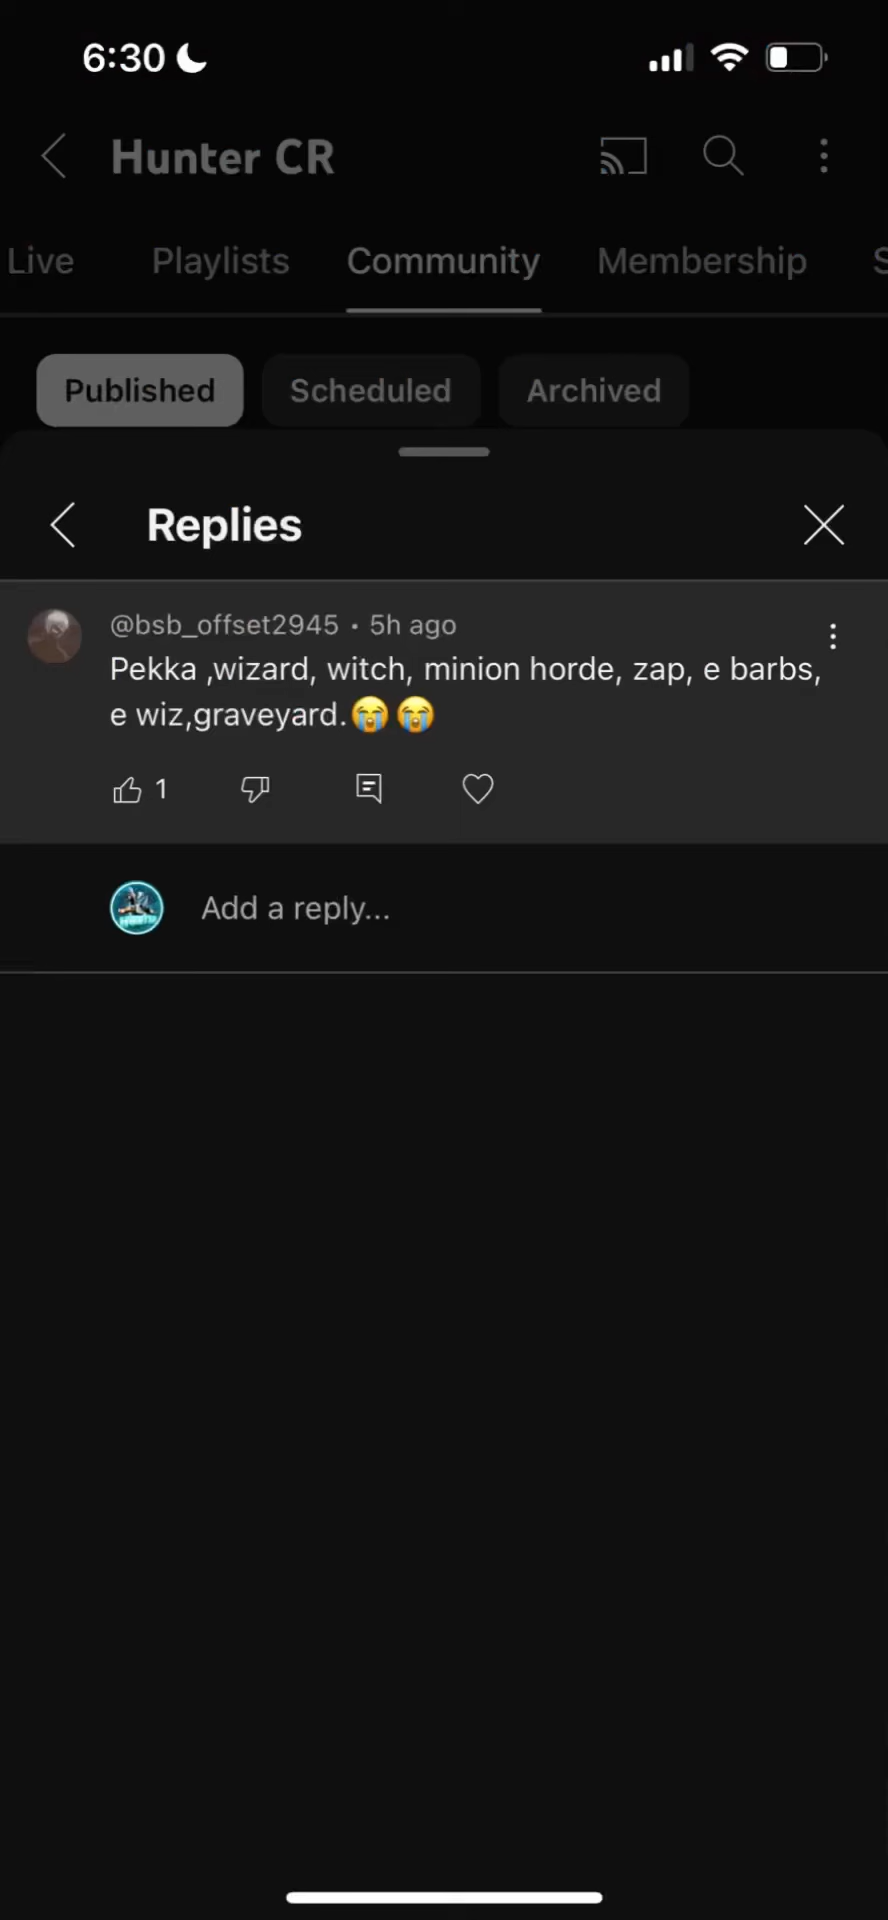 6:30
Hunter CR
Live Playlists Community Membership S
Published Scheduled Archived
Replies
@bsb_offset2945 · 5h ago
Pekka ,wizard, witch, minion horde, zap, e barbs,
e wiz,graveyard.😭😭
1
Add a reply...